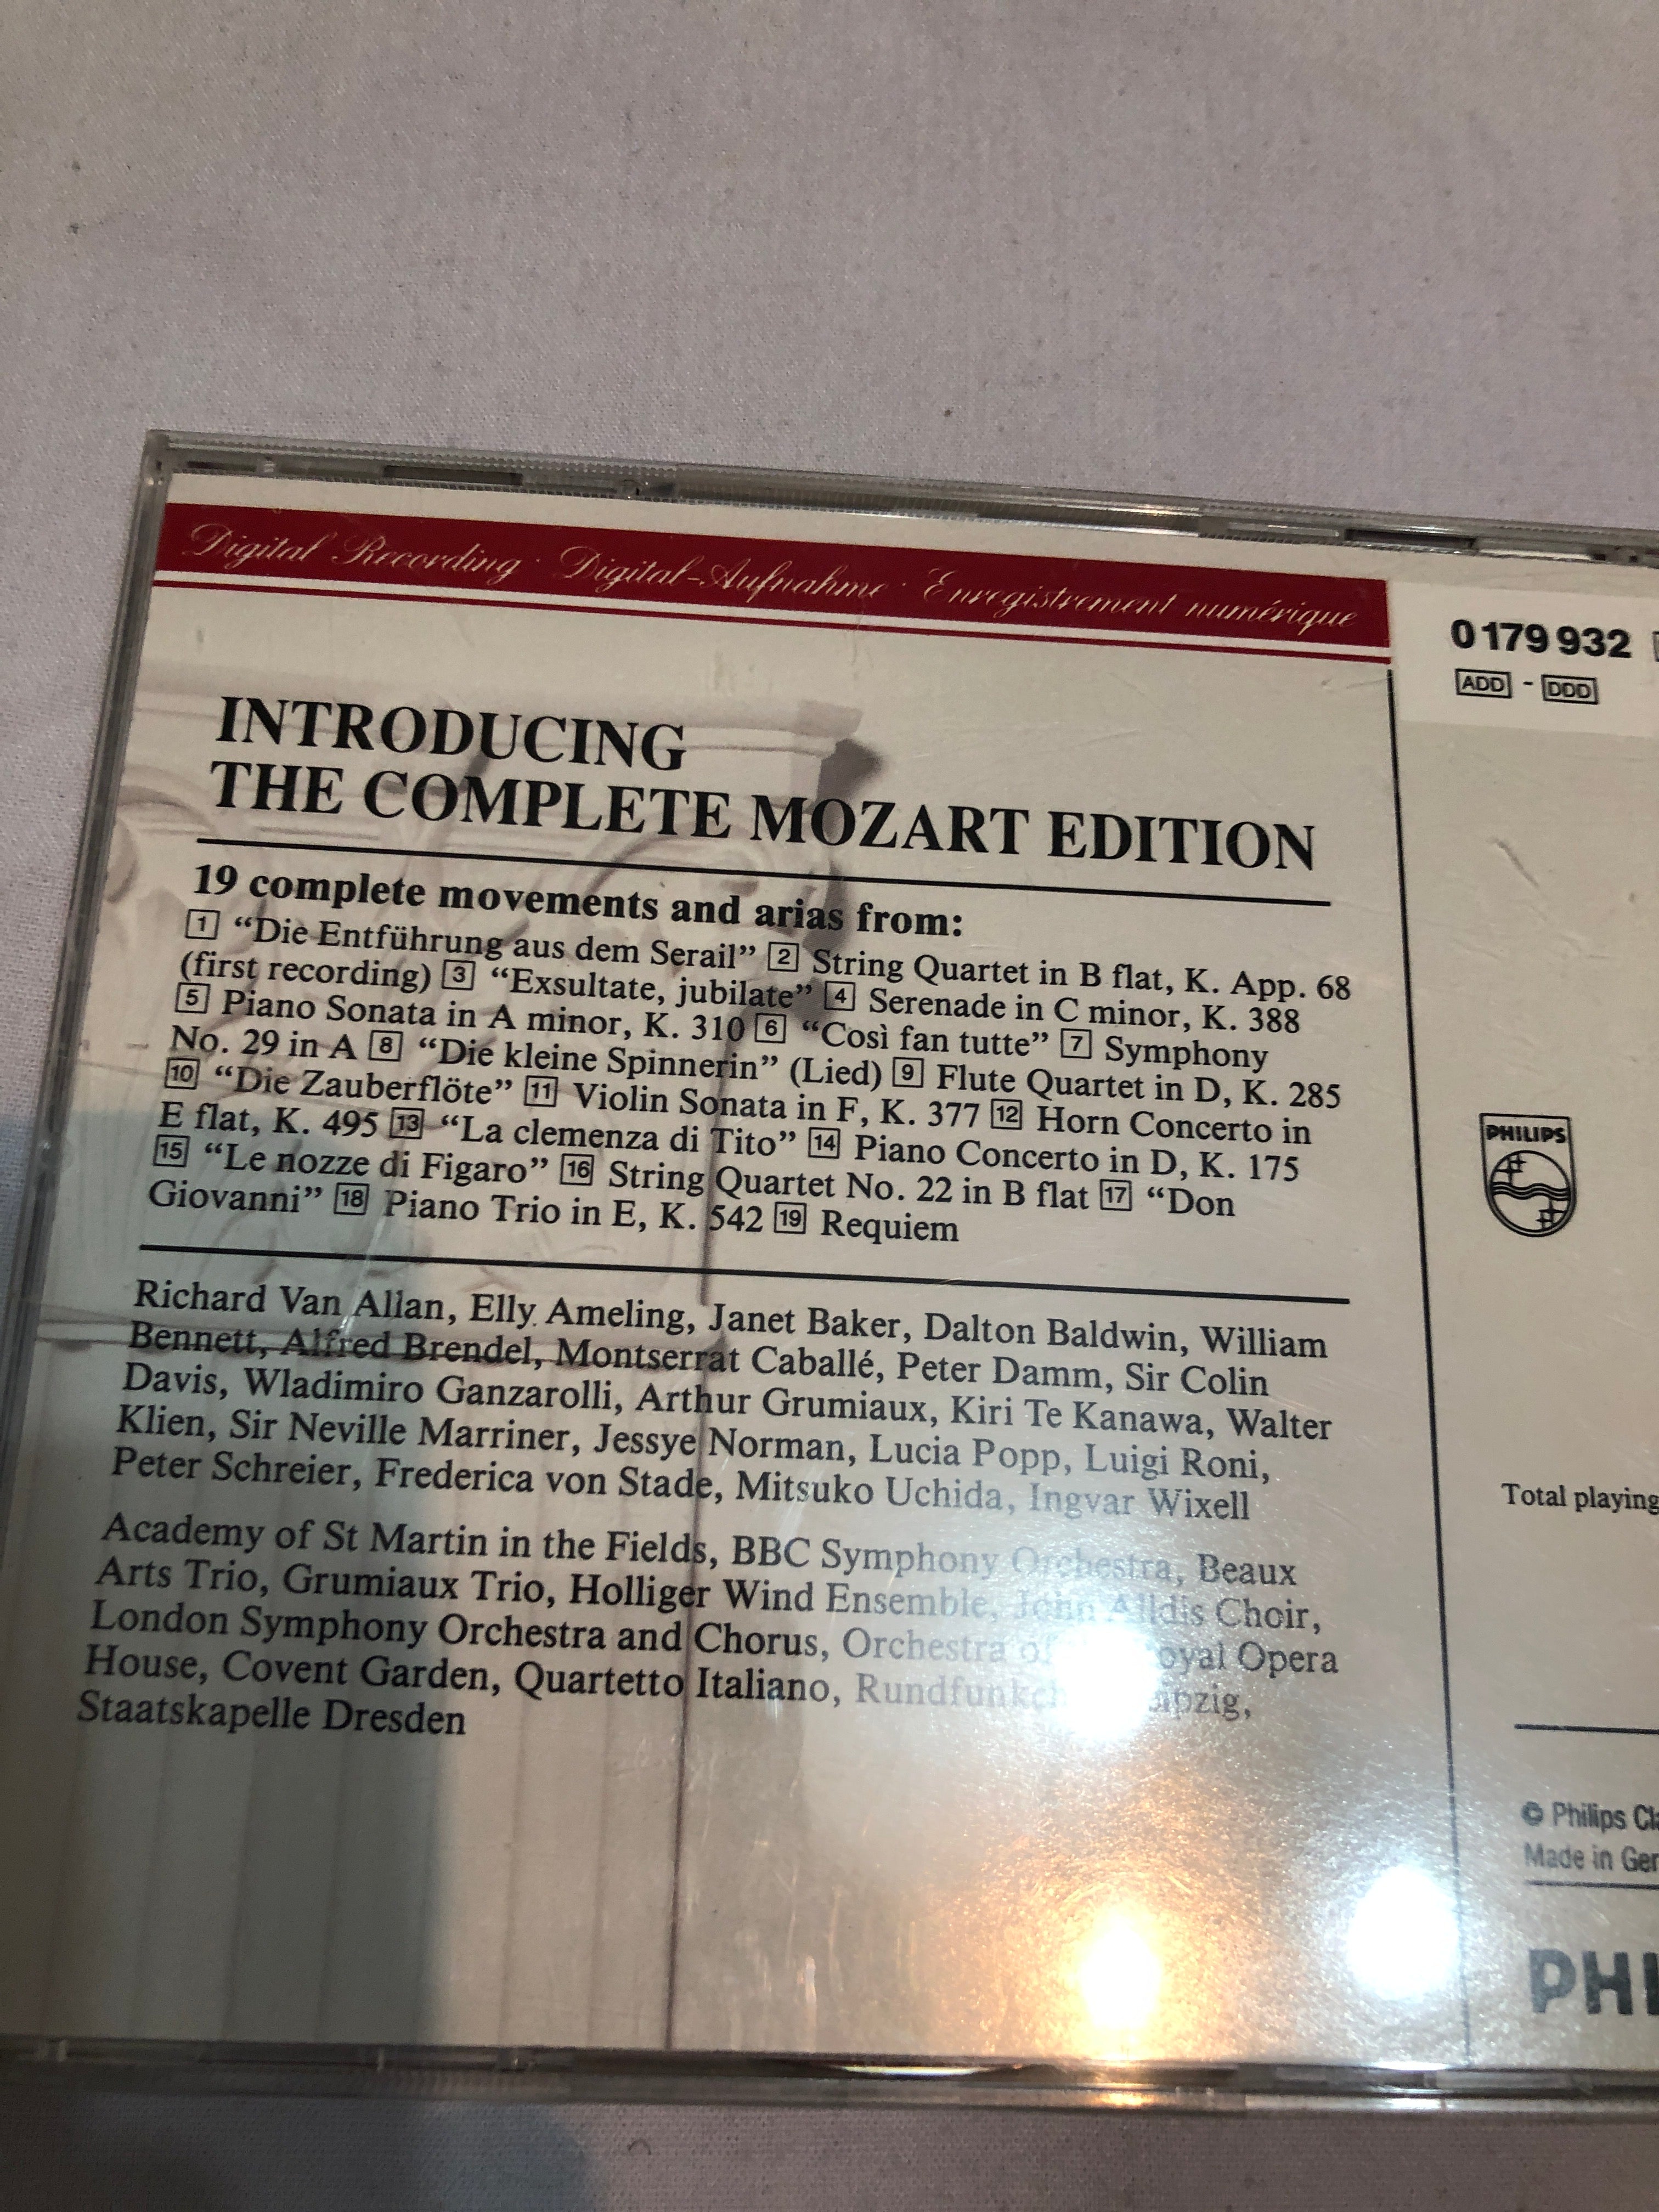 Digital Recording · Digital-Aufnahme · Enregistrement numérique
0 179 932
ADD - DDD
INTRODUCING
THE COMPLETE MOZART EDITION
19 complete movements and arias from:
1 “Die Entführung aus dem Serail” 2 String Quartet in B flat, K. App. 68
(first recording) 3 “Exsultate, jubilate” 4 Serenade in C minor, K. 388
5 Piano Sonata in A minor, K. 310 6 “Così fan tutte” 7 Symphony
No. 29 in A 8 “Die kleine Spinnerin” (Lied) 9 Flute Quartet in D, K. 285
10 “Die Zauberflöte” 11 Violin Sonata in F, K. 377 12 Horn Concerto in
E flat, K. 495 13 “La clemenza di Tito” 14 Piano Concerto in D, K. 175
15 “Le nozze di Figaro” 16 String Quartet No. 22 in B flat 17 “Don
Giovanni” 18 Piano Trio in E, K. 542 19 Requiem
Richard Van Allan, Elly Ameling, Janet Baker, Dalton Baldwin, William
Bennett, Alfred Brendel, Montserrat Caballé, Peter Damm, Sir Colin
Davis, Wladimiro Ganzarolli, Arthur Grumiaux, Kiri Te Kanawa, Walter
Klien, Sir Neville Marriner, Jessye Norman, Lucia Popp, Luigi Roni,
Peter Schreier, Frederica von Stade, Mitsuko Uchida, Ingvar Wixell
Academy of St Martin in the Fields, BBC Symphony Orchestra, Beaux
Arts Trio, Grumiaux Trio, Holliger Wind Ensemble, John Alldis Choir,
London Symphony Orchestra and Chorus, Orchestra of Royal Opera
House, Covent Garden, Quartetto Italiano, Leipzig,
Staatskapelle Dresden
PHILIPS
Total playing
© Philips Cla
Made in Ger
PHI